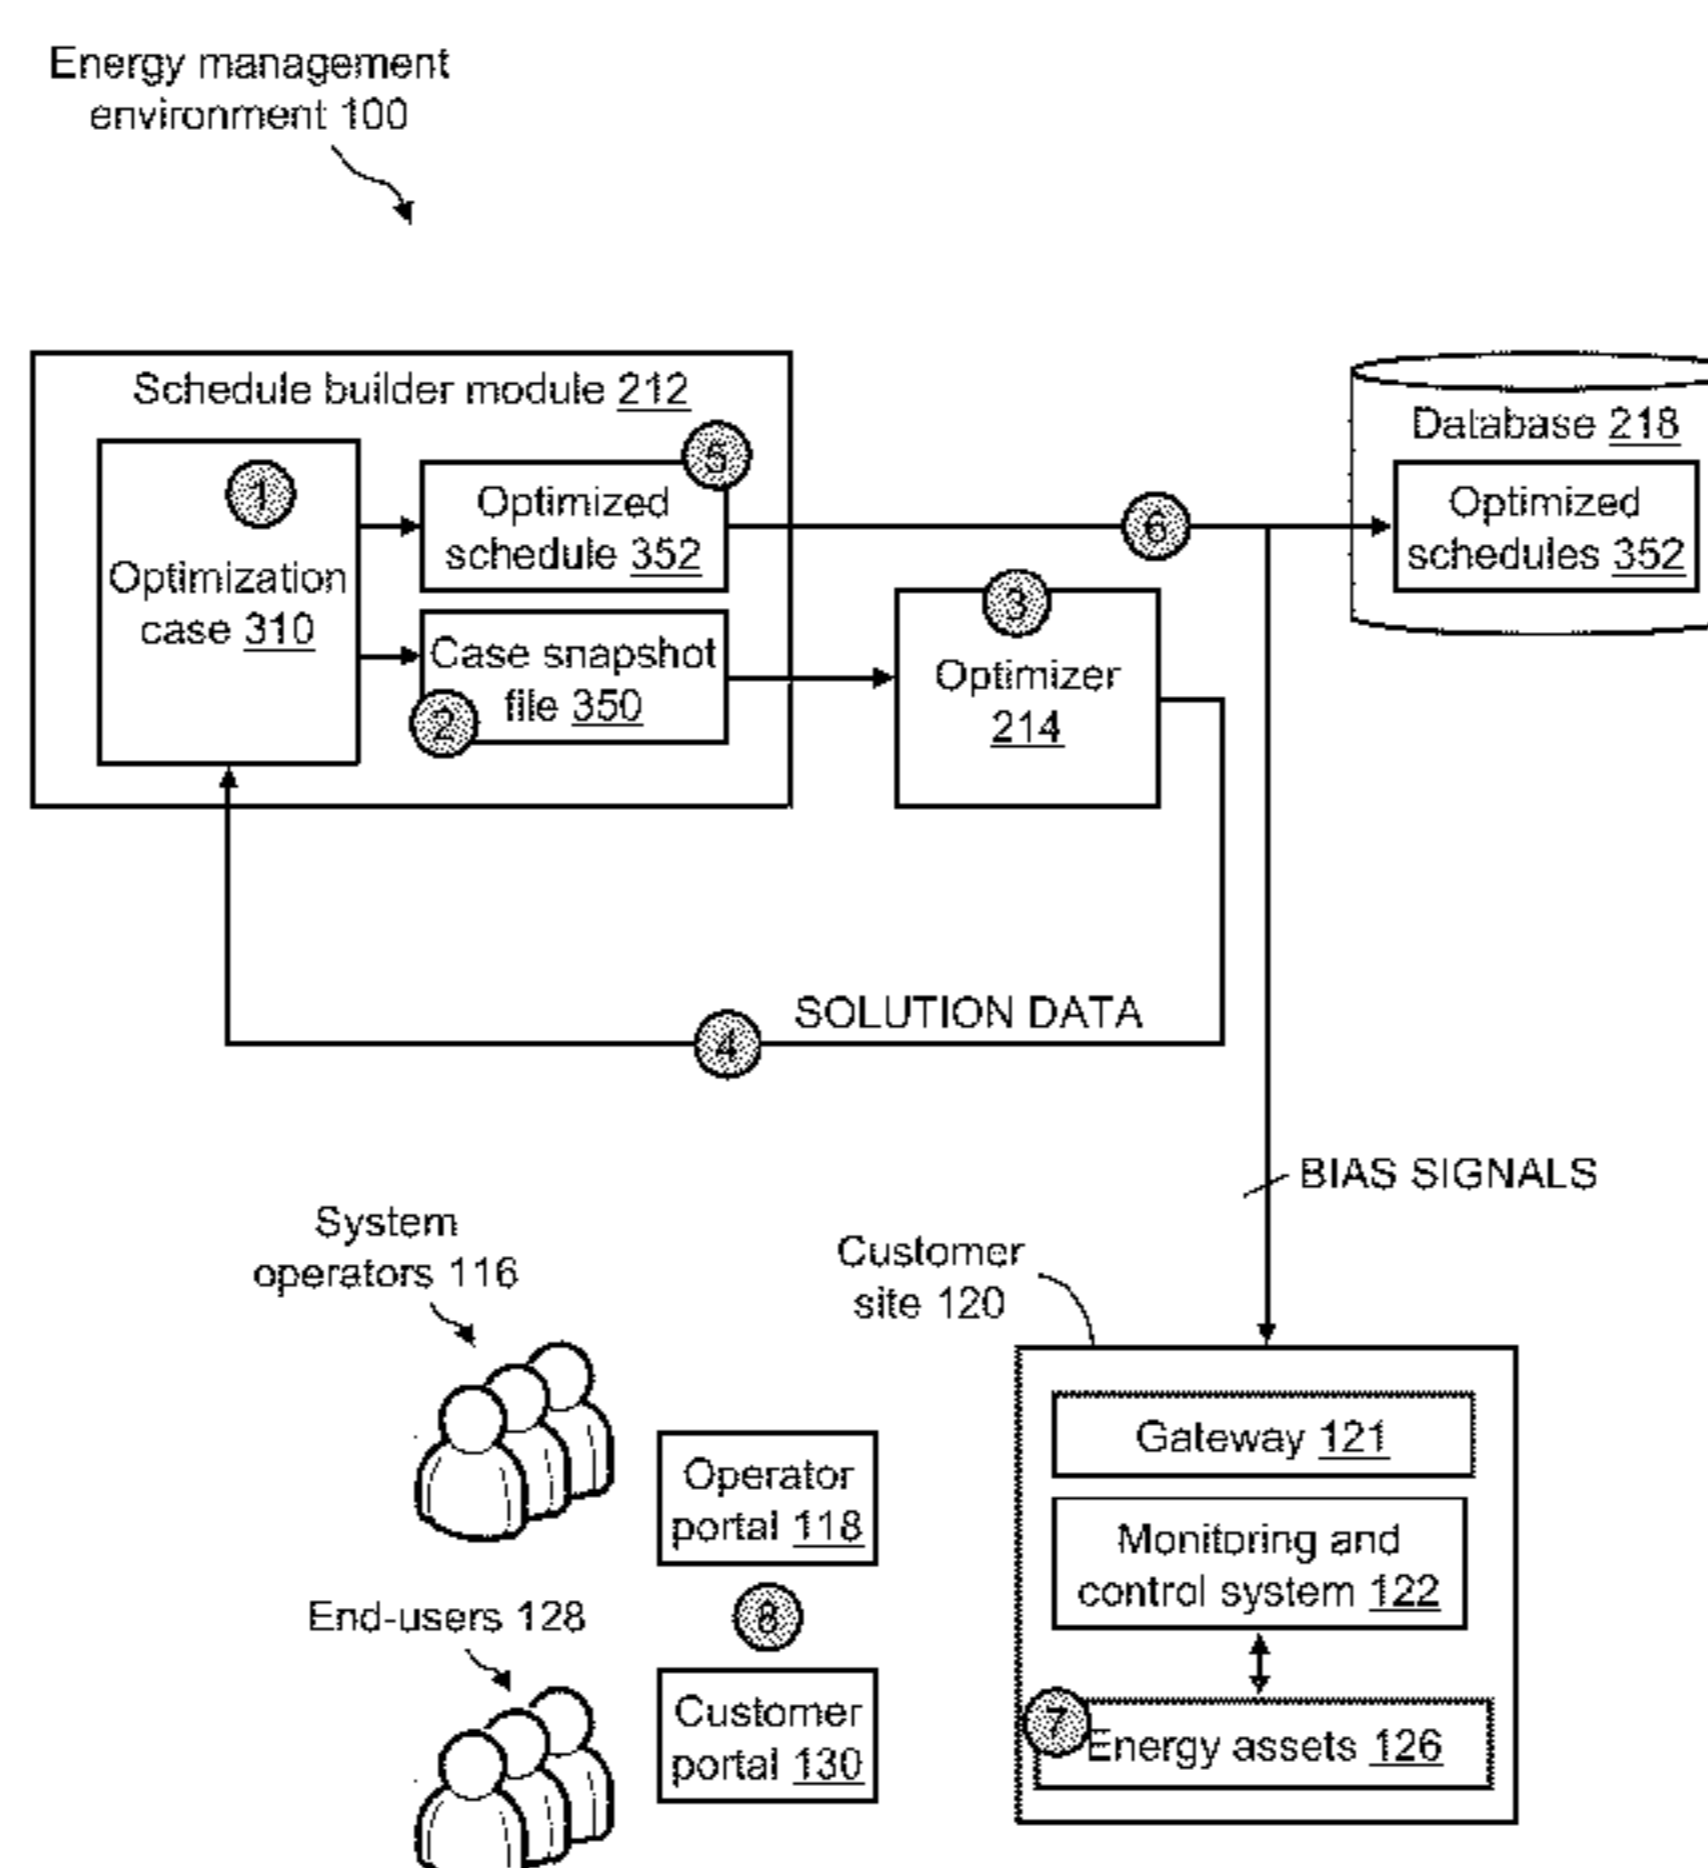 Energy management
environment 100
Schedule builder module 212
1
Optimization
case 310
5
Optimized
schedule 352
Case snapshot
file 350
2
6
3
Optimizer
214
Database 218
Optimized
schedules 352
SOLUTION DATA
4
BIAS SIGNALS
System
operators 116
Customer
site 120
Operator
portal 118
End-users 128
8
Customer
portal 130
Gateway 121
Monitoring and
control system 122
7
Energy assets 126